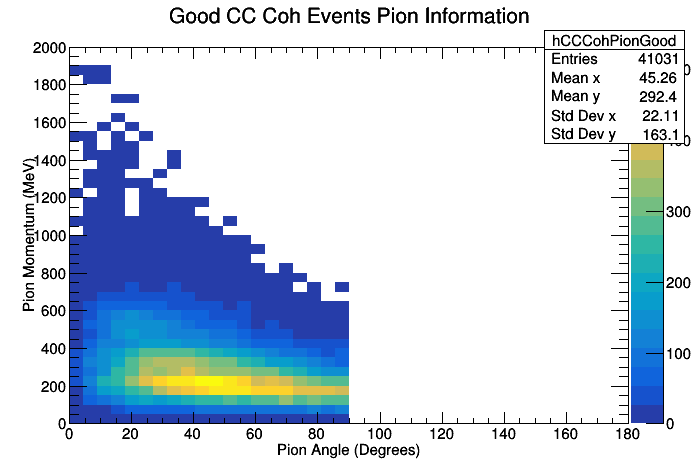 Good CC Coh Events Pion Information
hCCCohPionGood
Entries 41031
Mean x 45.26
Mean y 292.4
Std Dev x 22.11
Std Dev y 163.1
Pion Momentum (MeV)
2000
1800
1600
1400
1200
1000
800
600
400
200
0
0 20 40 60 80 100 120 140 160 180
Pion Angle (Degrees)
300
200
100
0